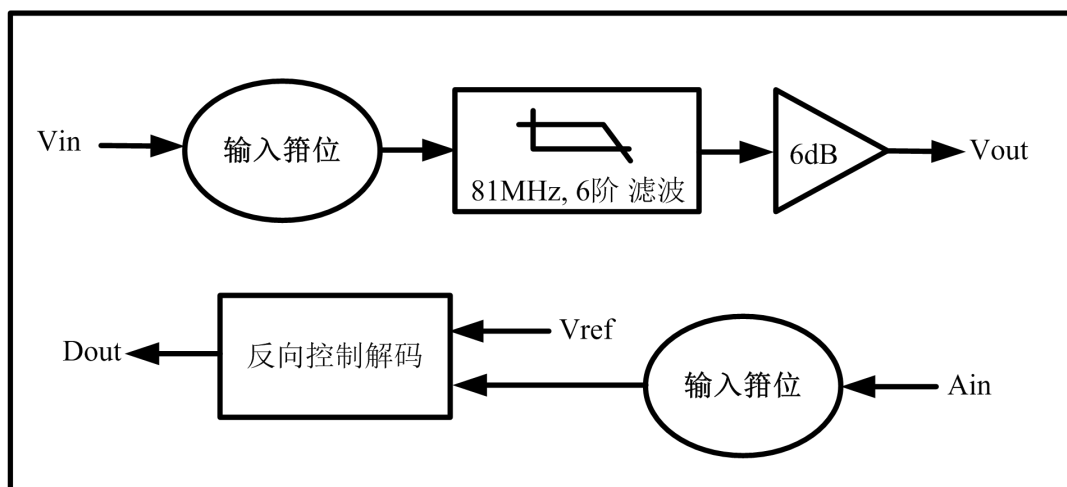 Vin
输入箝位
81MHz, 6阶 滤波
6dB
Vout
Dout
反向控制解码
Vref
输入箝位
Ain